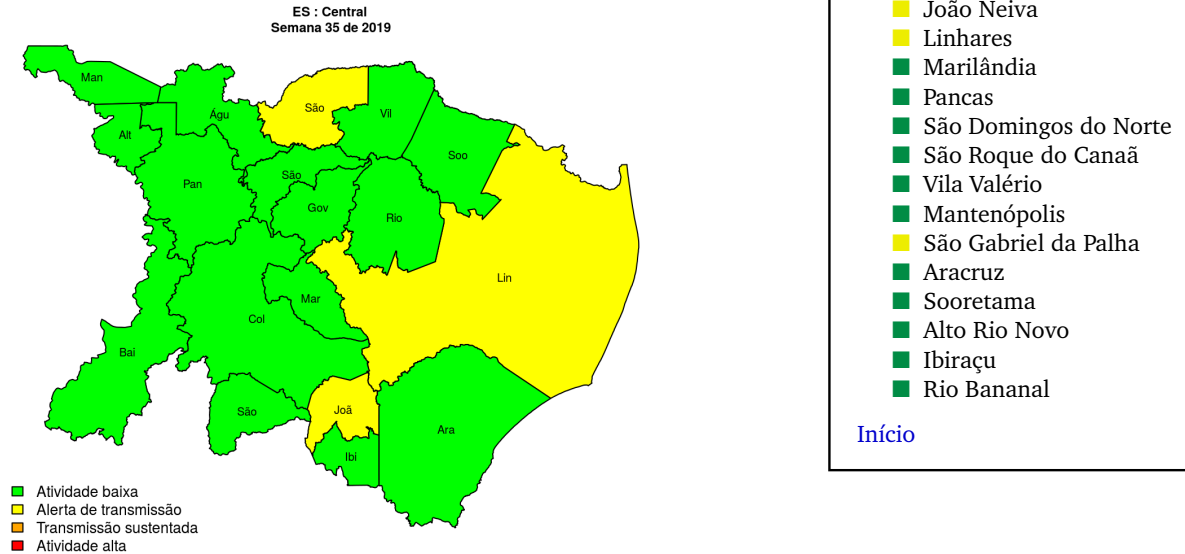 ES : Central
Semana 35 de 2019
Man
Águ
São
Vil
Alt
Soo
Pan
São
Gov
Rio
Lin
Mar
Col
Bai
São
Joã
Ara
Ibi
Atividade baixa
Alerta de transmissão
Transmissão sustentada
Atividade alta
João Neiva
Linhares
Marilândia
Pancas
São Domingos do Norte
São Roque do Canaã
Vila Valério
Mantenópolis
São Gabriel da Palha
Aracruz
Sooretama
Alto Rio Novo
Ibiraçu
Rio Bananal
Início